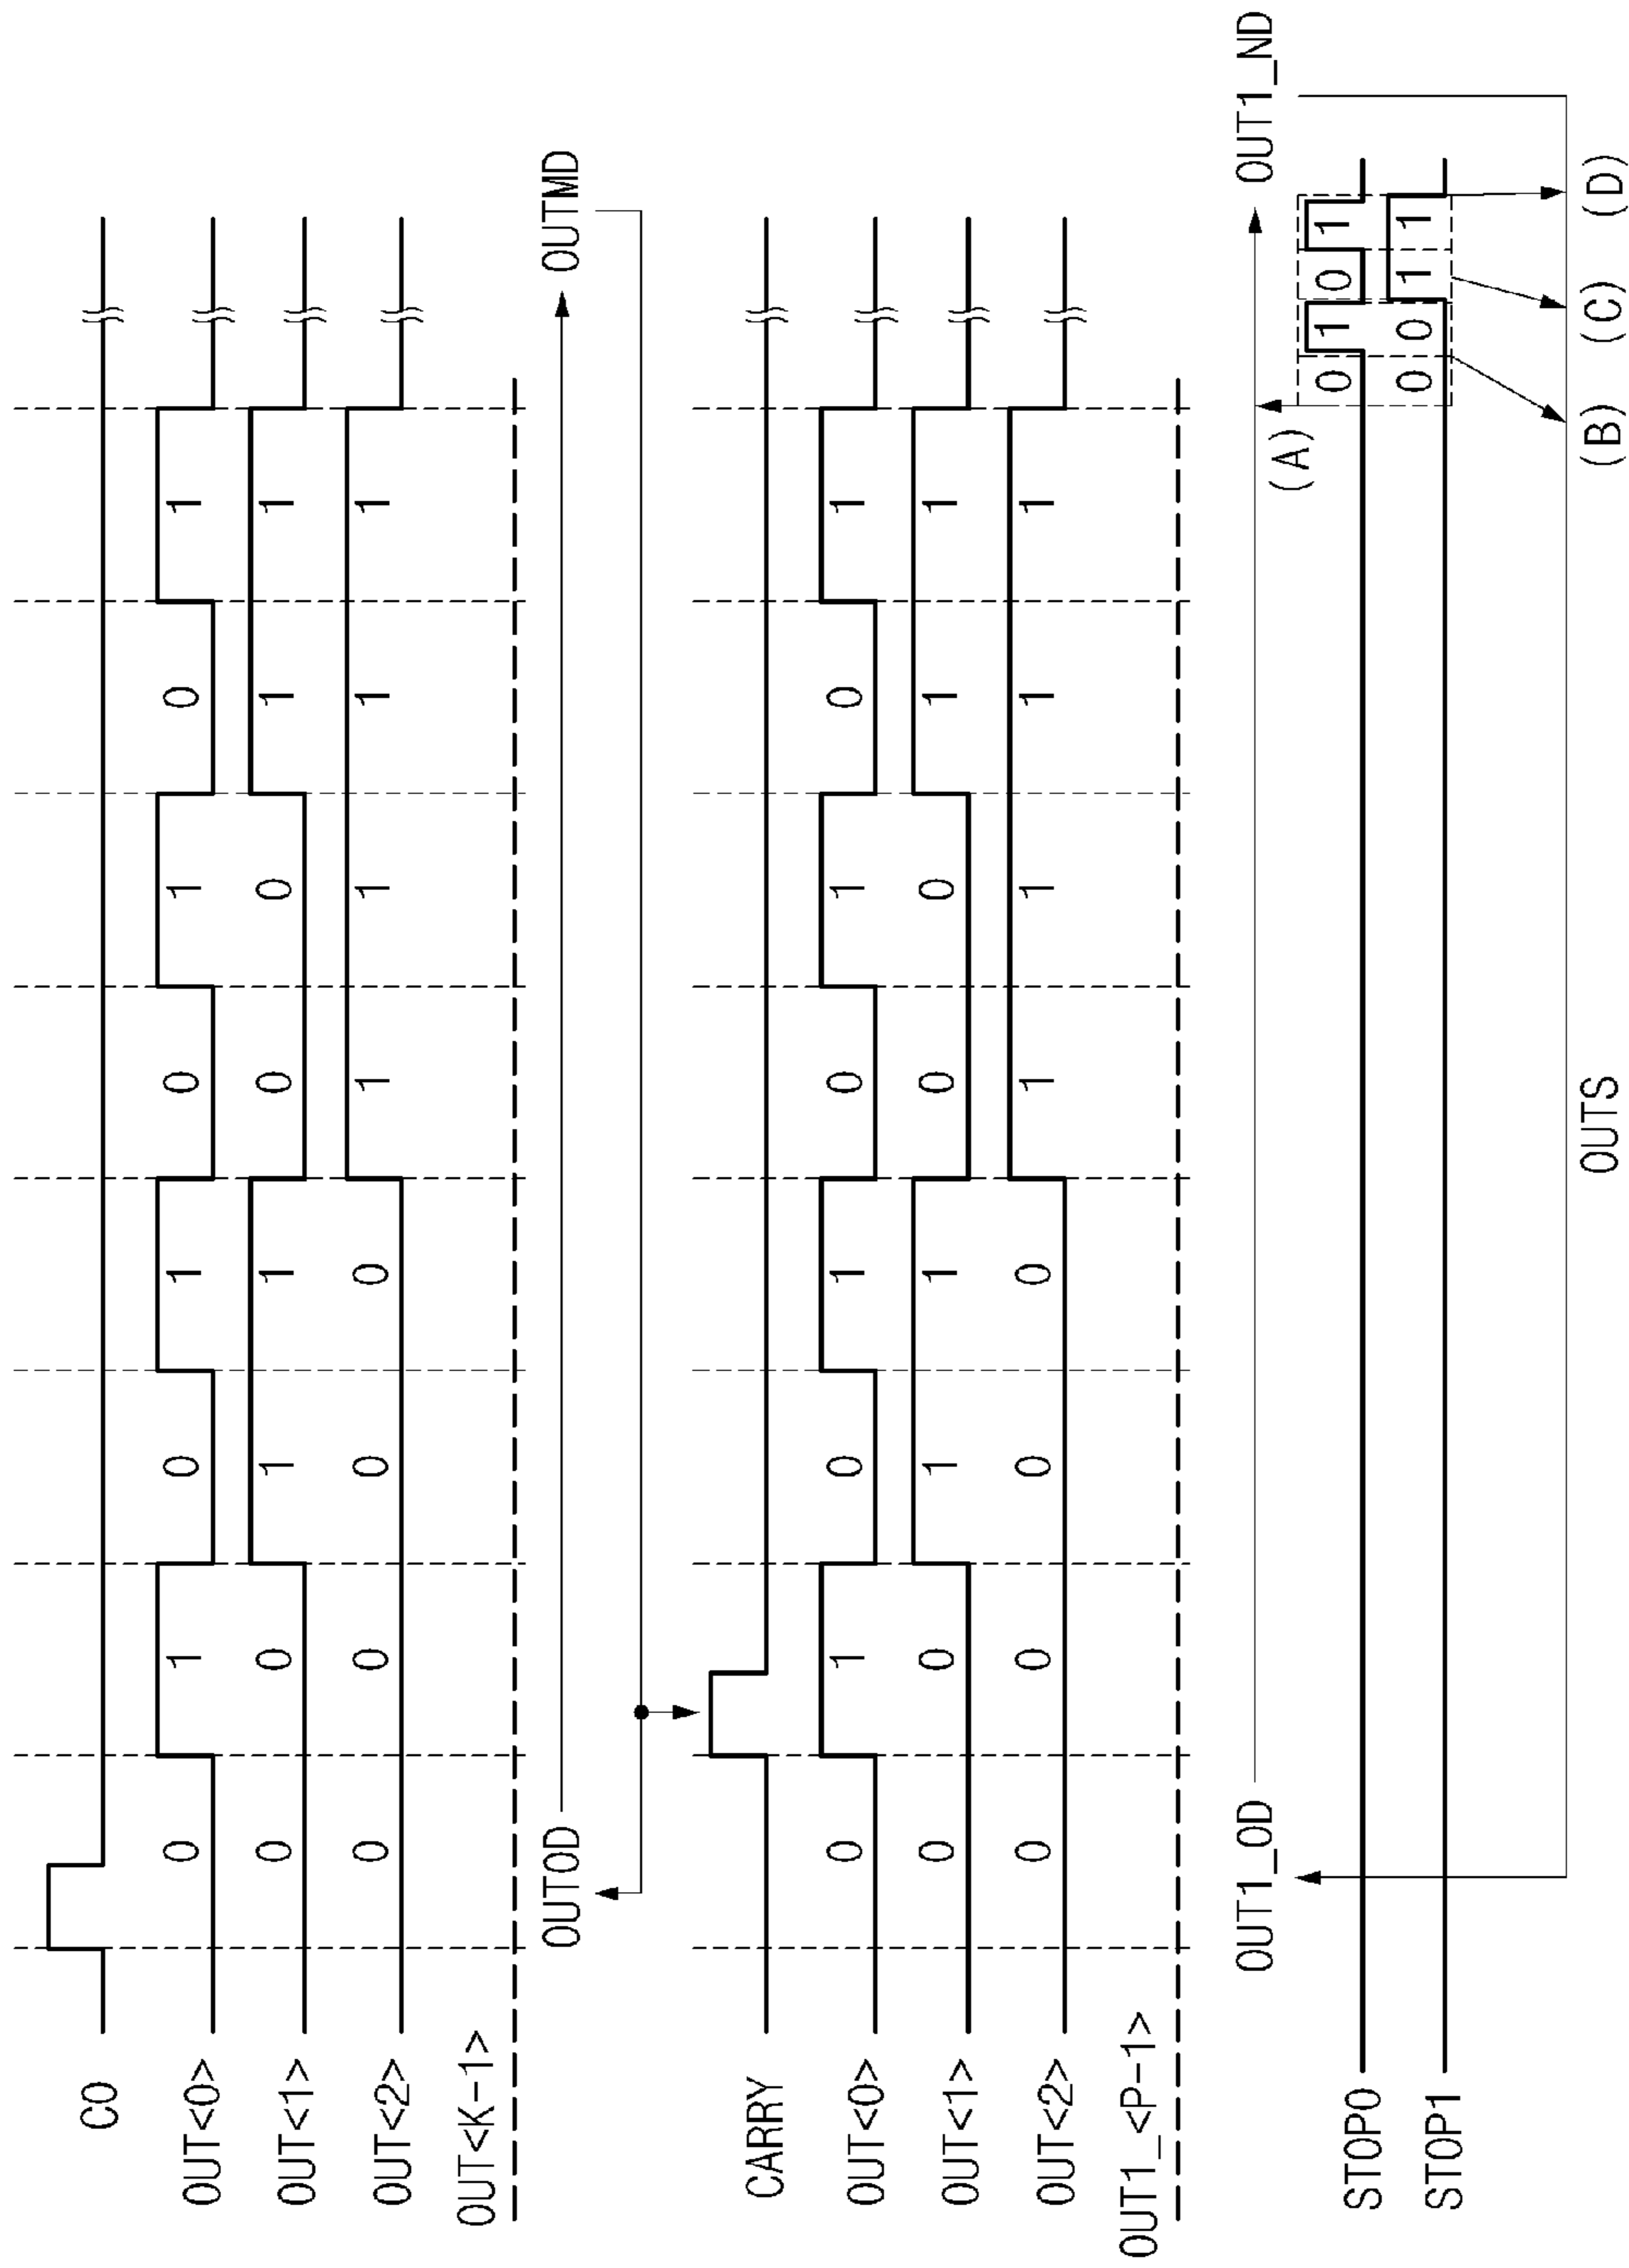 CO
OUT<0> 0 1 0 1 0 1 0 1
OUT<1> 0 0 1 1 0 0 1 1
OUT<2> 0 0 0 0 1 1 1 1
OUT<K-1>
OUT0D OUTMD
CARRY
OUT<0> 0 1 0 1 0 1 0 1
OUT<1> 0 0 1 1 0 0 1 1
OUT<2> 0 0 0 0 1 1 1 1
OUT1_<P-1>
OUT1_0D OUT1_ND
(A)
STOP0 0 1 0 1
STOP1 0 0 1 1
OUTS (B) (C) (D)